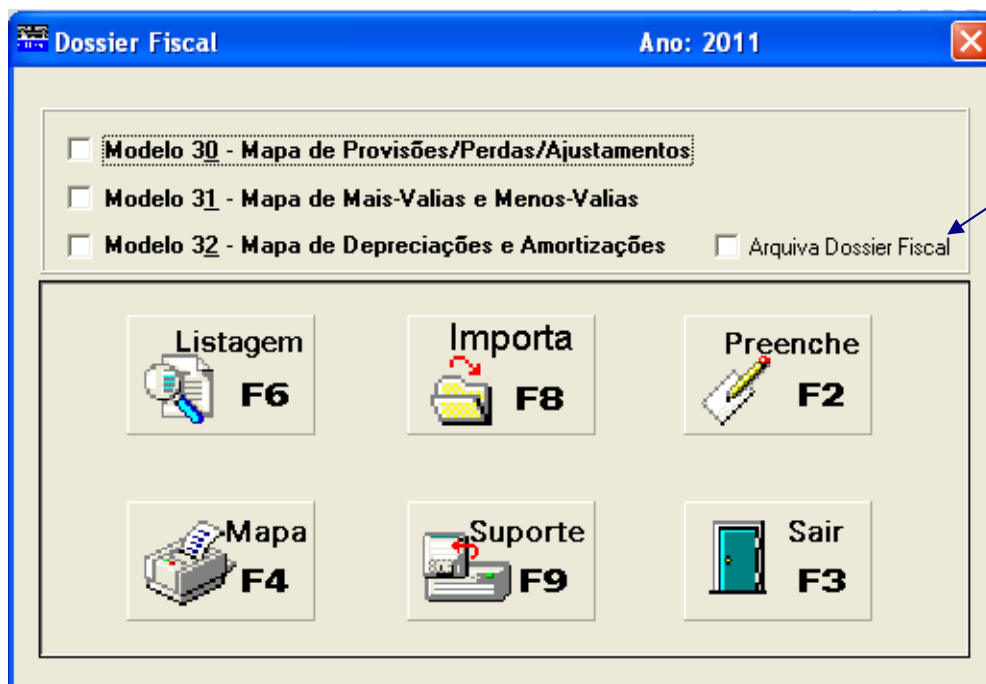 Dossier Fiscal Ano: 2011
Modelo 30 - Mapa de Provisões/Perdas/Ajustamentos
Modelo 31 - Mapa de Mais-Valias e Menos-Valias
Modelo 32 - Mapa de Depreciações e Amortizações Arquiva Dossier Fiscal
Listagem
F6
Importa
F8
Preenche
F2
Mapa
F4
Suporte
F9
Sair
F3